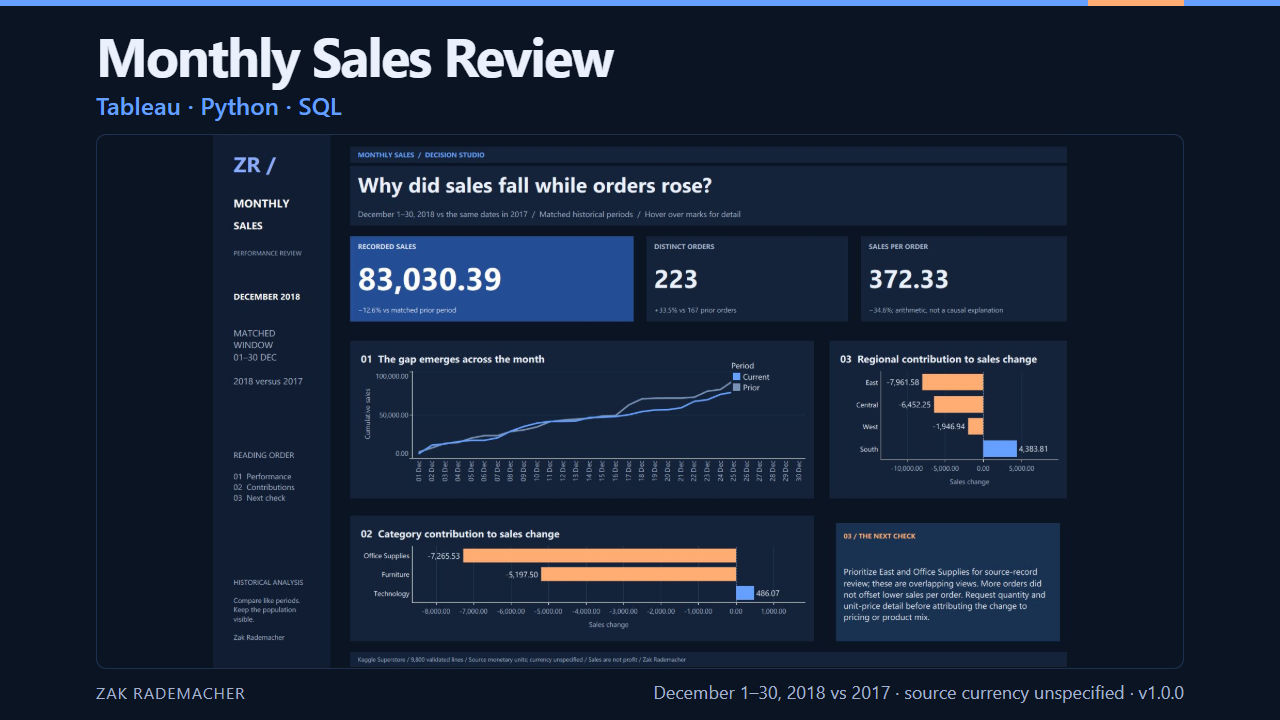 Monthly Sales Review
Tableau · Python · SQL
ZR /
MONTHLY
SALES
PERFORMANCE REVIEW
DECEMBER 2018
MATCHED
WINDOW
01–30 DEC
2018 versus 2017
READING ORDER
01 Performance
02 Contributions
03 Next check
HISTORICAL ANALYSIS
Compare like periods.
Keep the population
visible.
Zak Rademacher
MONTHLY SALES / DECISION STUDIO
Why did sales fall while orders rose?
December 1–30, 2018 vs the same dates in 2017 / Matched historical periods / Hover over marks for detail
RECORDED SALES
83,030.39
−12.6% vs matched prior period
DISTINCT ORDERS
223
+33.5% vs 167 prior orders
SALES PER ORDER
372.33
−34.6%; arithmetic, not a causal explanation
01 The gap emerges across the month
Period
Current
Prior
Cumulative sales
100,000.00
50,000.00
0.00
01 Dec
02 Dec
03 Dec
04 Dec
05 Dec
06 Dec
07 Dec
08 Dec
09 Dec
10 Dec
11 Dec
12 Dec
13 Dec
14 Dec
15 Dec
16 Dec
17 Dec
18 Dec
19 Dec
20 Dec
21 Dec
22 Dec
23 Dec
24 Dec
25 Dec
26 Dec
27 Dec
28 Dec
29 Dec
30 Dec
03 Regional contribution to sales change
East -7,961.58
Central -6,452.25
West -1,946.94
South 4,383.81
-10,000.00 -5,000.00 0.00 5,000.00
Sales change
02 Category contribution to sales change
Office Supplies -7,265.53
Furniture -5,197.50
Technology 486.07
-8,000.00 -7,000.00 -6,000.00 -5,000.00 -4,000.00 -3,000.00 -2,000.00 -1,000.00 0.00 1,000.00
Sales change
03 / THE NEXT CHECK
Prioritize East and Office Supplies for source-record
review; these are overlapping views. More orders did
not offset lower sales per order. Request quantity and
unit-price detail before attributing the change to
pricing or product mix.
Kaggle Superstore / 9,800 validated lines / Source monetary units; currency unspecified / Sales are not profit / Zak Rademacher
ZAK RADEMACHER
December 1–30, 2018 vs 2017 · source currency unspecified · v1.0.0